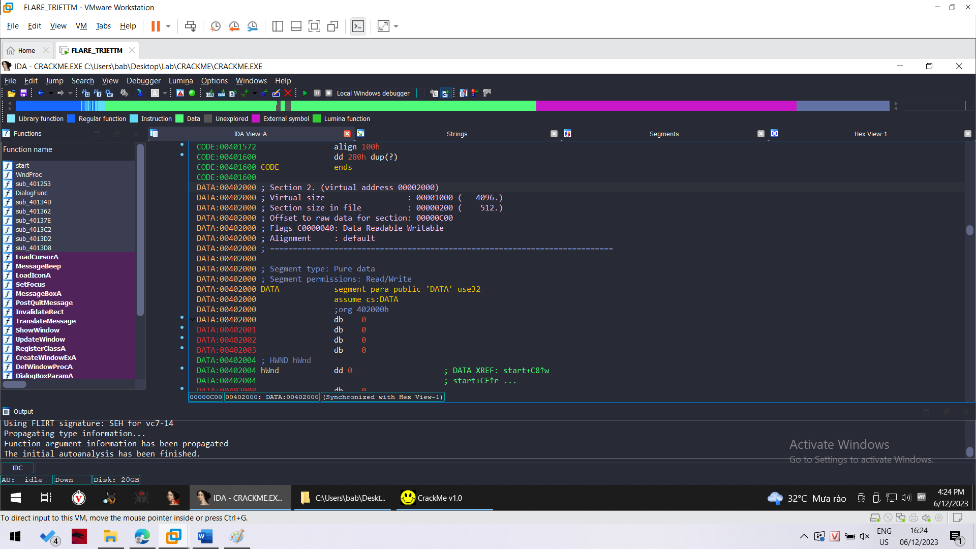 FLARE_TRIETTM - VMware Workstation
File Edit View VM Tabs Help
Home
FLARE_TRIETTM
IDA - CRACKME.EXE C:\Users\bab\Desktop\Lab\CRACKME\CRACKME.EXE
File Edit Jump Search View Debugger Lumina Options Windows Help
Local Windows debugger
Library function Regular function Instruction Data Unexplored External symbol Lumina function
Functions
IDA View-A
Strings
Segments
Hex View-1
Function name
start
WndProc
sub_401253
DialogFunc
sub_40134D
sub_401362
sub_40137E
sub_4013C2
sub_4013D2
sub_4013D8
LoadCursorA
MessageBeep
LoadIconA
SetFocus
MessageBoxA
PostQuitMessage
InvalidateRect
TranslateMessage
ShowWindow
UpdateWindow
RegisterClassA
CreateWindowExA
DefWindowProcA
DialogBoxParamA
CODE:00401572 align 100h
CODE:00401600 dd 280h dup(?)
CODE:00401600 CODE ends
CODE:00401600
DATA:00402000 ; Section 2. (virtual address 00002000)
DATA:00402000 ; Virtual size : 00001000 ( 4096.)
DATA:00402000 ; Section size in file : 00000200 ( 512.)
DATA:00402000 ; Offset to raw data for section: 00000C00
DATA:00402000 ; Flags C0000040: Data Readable Writable
DATA:00402000 ; Alignment : default
DATA:00402000 ; ===========================================================================
DATA:00402000
DATA:00402000 ; Segment type: Pure data
DATA:00402000 ; Segment permissions: Read/Write
DATA:00402000 DATA segment para public 'DATA' use32
DATA:00402000 assume cs:DATA
DATA:00402000 ;org 402000h
DATA:00402000 db 0
DATA:00402001 db 0
DATA:00402002 db 0
DATA:00402003 db 0
DATA:00402004 ; HWND hWnd
DATA:00402004 hWnd dd 0 ; DATA XREF: start+C8↑w
DATA:00402004 ; start+CF↑r ...
00000C00 00402000: DATA:00402000 (Synchronized with Hex View-1)
Output
Using FLIRT signature: SEH for vc7-14
Propagating type information...
Function argument information has been propagated
The initial autoanalysis has been finished.
IDC
AU: idle Down Disk: 20GB
Activate Windows
Go to Settings to activate Windows.
IDA - CRACKME.EXE...
C:\Users\bab\Deskt...
CrackMe v1.0
32°C Mưa rào
4:24 PM
6/12/2023
To direct input to this VM, move the mouse pointer inside or press Ctrl+G.
4
ENG
US
16:24
06/12/2023
1